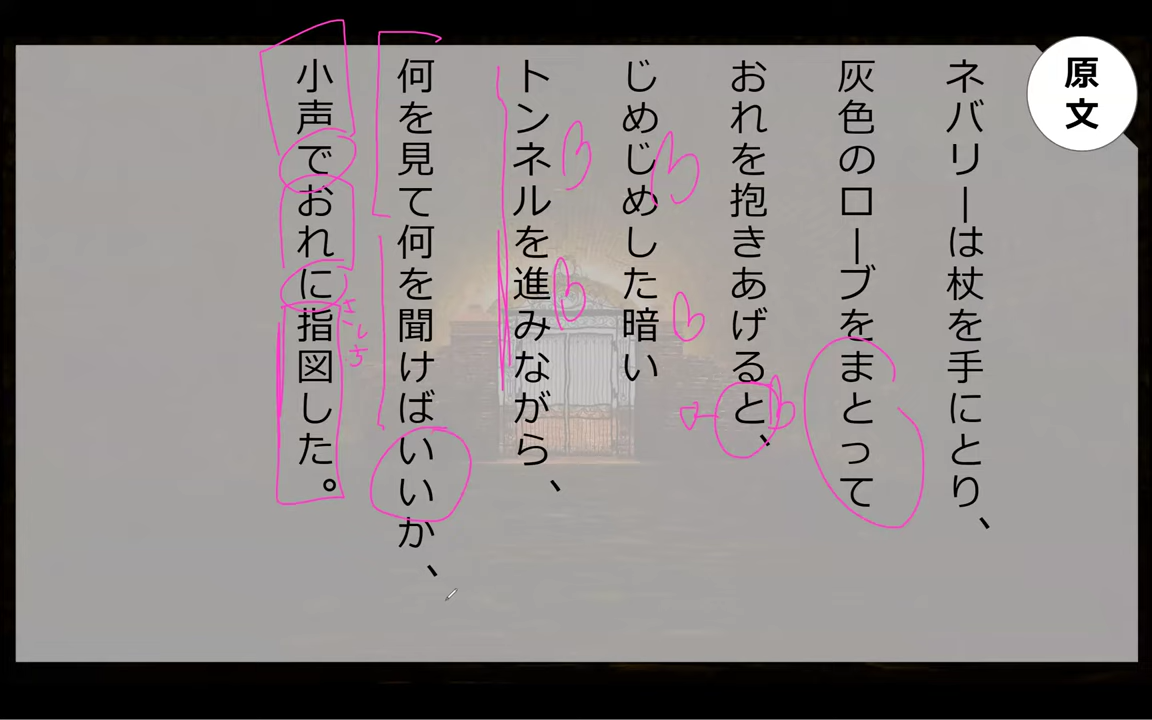 原文
ネバリーは杖を手にとり、
灰色のローブをまとって
おれを抱きあげると、
じめじめした暗い
トンネルを進みながら、
何を見て何を聞けばいいか、
小声でおれに指図した。
さしず